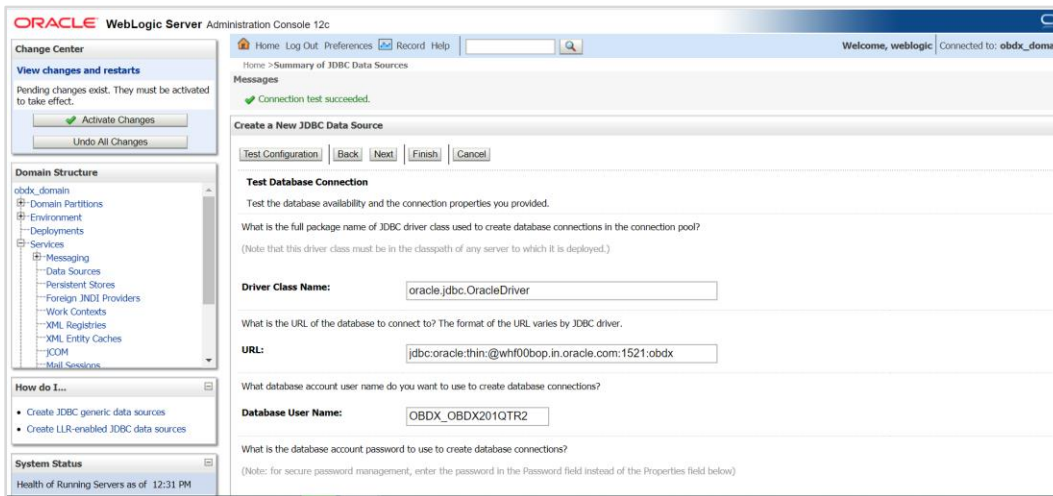 ORACLE WebLogic Server Administration Console 12c
Change Center
View changes and restarts
Pending changes exist. They must be activated
to take effect.
Activate Changes
Undo All Changes
Domain Structure
obdx_domain
Domain Partitions
Environment
Deployments
Services
Messaging
Data Sources
Persistent Stores
Foreign JNDI Providers
Work Contexts
XML Registries
XML Entity Caches
jCOM
Mail Sessions
How do I...
Create JDBC generic data sources
Create LLR-enabled JDBC data sources
System Status
Health of Running Servers as of 12:31 PM
Home Log Out Preferences Record Help
Welcome, weblogic Connected to: obdx_doma
Home >Summary of JDBC Data Sources
Messages
Connection test succeeded.
Create a New JDBC Data Source
Test Configuration Back Next Finish Cancel
Test Database Connection
Test the database availability and the connection properties you provided.
What is the full package name of JDBC driver class used to create database connections in the connection pool?
(Note that this driver class must be in the classpath of any server to which it is deployed.)
Driver Class Name: oracle.jdbc.OracleDriver
What is the URL of the database to connect to? The format of the URL varies by JDBC driver.
URL: jdbc:oracle:thin:@whf00bop.in.oracle.com:1521:obdx
What database account user name do you want to use to create database connections?
Database User Name: OBDX_OBDX201QTR2
What is the database account password to use to create database connections?
(Note: for secure password management, enter the password in the Password field instead of the Properties field below)